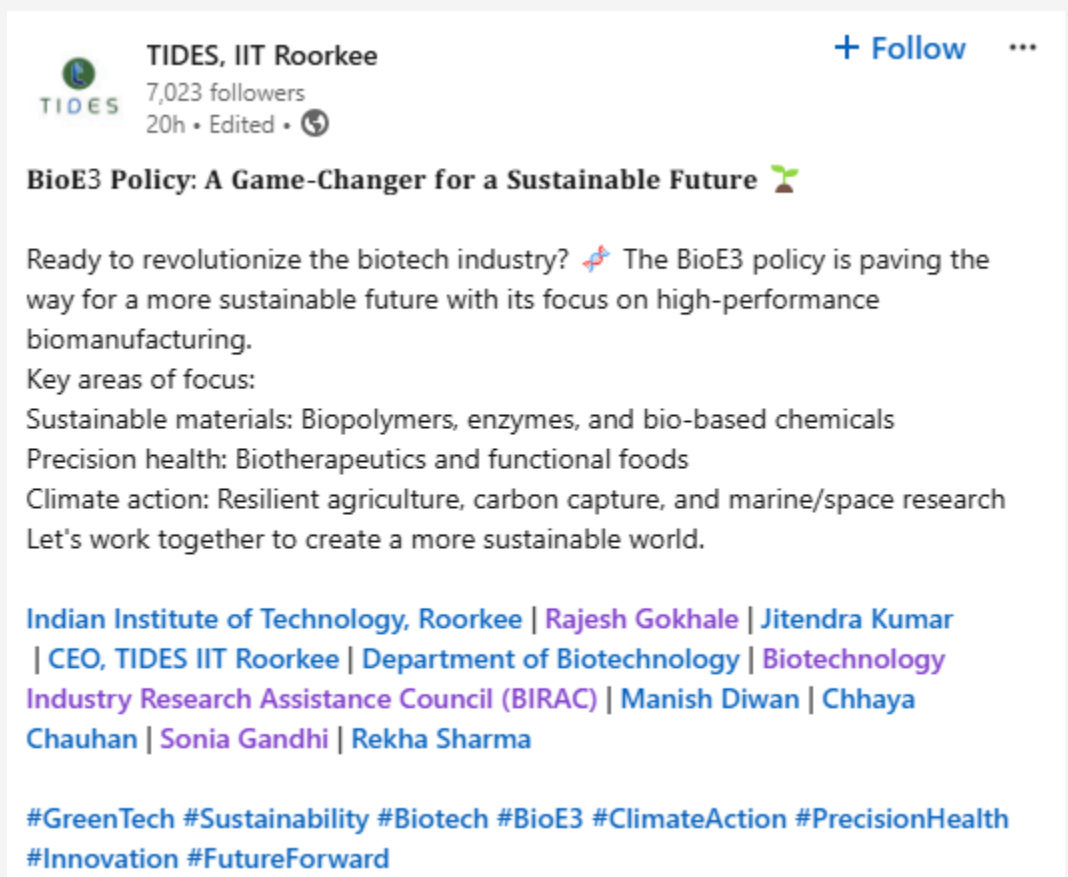 TIDES
TIDES, IIT Roorkee
7,023 followers
20h • Edited •
+ Follow
BioE3 Policy: A Game-Changer for a Sustainable Future
Ready to revolutionize the biotech industry? The BioE3 policy is paving the
way for a more sustainable future with its focus on high-performance
biomanufacturing.
Key areas of focus:
Sustainable materials: Biopolymers, enzymes, and bio-based chemicals
Precision health: Biotherapeutics and functional foods
Climate action: Resilient agriculture, carbon capture, and marine/space research
Let's work together to create a more sustainable world.
Indian Institute of Technology, Roorkee | Rajesh Gokhale | Jitendra Kumar
| CEO, TIDES IIT Roorkee | Department of Biotechnology | Biotechnology
Industry Research Assistance Council (BIRAC) | Manish Diwan | Chhaya
Chauhan | Sonia Gandhi | Rekha Sharma
#GreenTech #Sustainability #Biotech #BioE3 #ClimateAction #PrecisionHealth
#Innovation #FutureForward